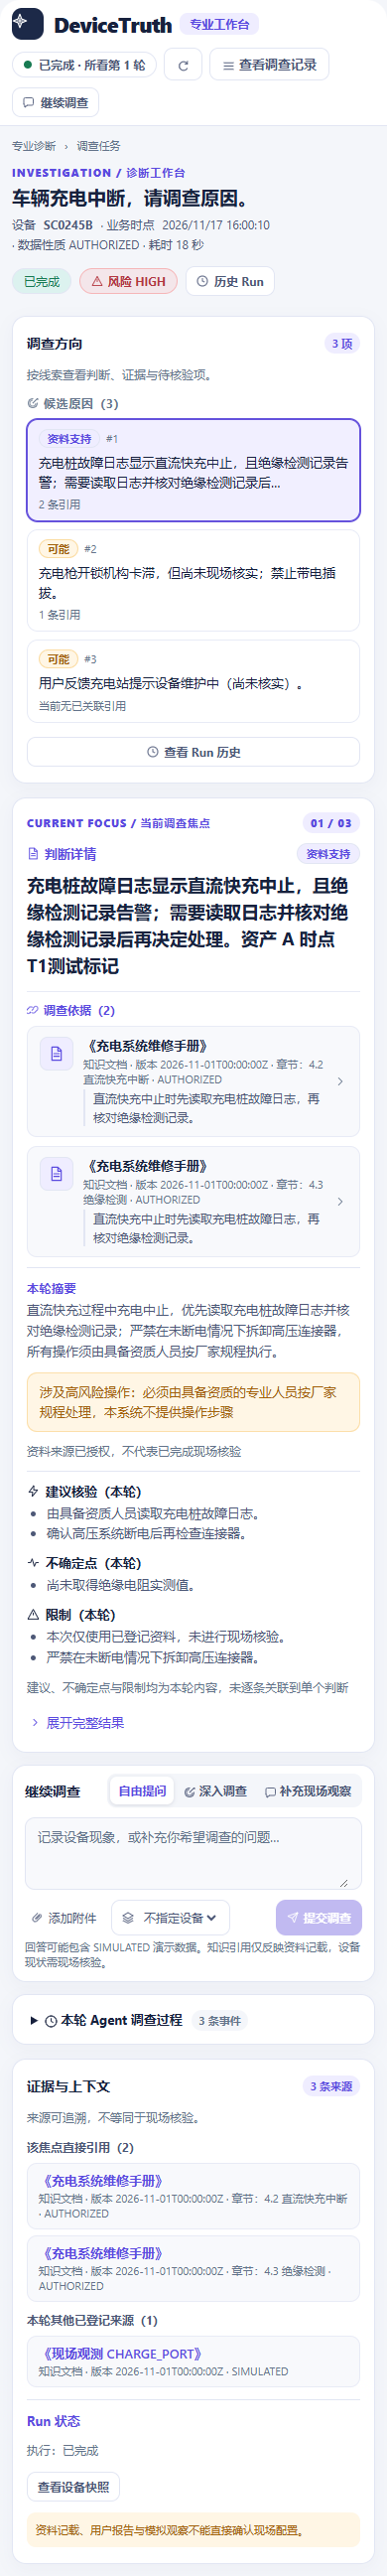 DeviceTruth 专业工作台
已完成 · 所看第 1 轮
查看调查记录
继续调查
专业诊断 › 调查任务
INVESTIGATION / 诊断工作台
车辆充电中断，请调查原因。
设备 SC0245B · 业务时点 2026/11/17 16:00:10
· 数据性质 AUTHORIZED · 耗时 18 秒
已完成
风险 HIGH
历史 Run
调查方向
3 项
按线索查看判断、证据与待核验项。
候选原因（3）
资料支持 #1
充电桩故障日志显示直流快充中止，且绝缘检测记录告
警；需要读取日志并核对绝缘检测记录后...
2 条引用
可能 #2
充电枪开锁机构卡滞，但尚未现场核实；禁止带电插
拔。
1 条引用
可能 #3
用户反馈充电站提示设备维护中（尚未核实）。
当前无已关联引用
查看 Run 历史
CURRENT FOCUS / 当前调查焦点
01 / 03
判断详情
资料支持
充电桩故障日志显示直流快充中止，且绝
缘检测记录告警；需要读取日志并核对绝
缘检测记录后再决定处理。资产 A 时点
T1测试标记
调查依据（2）
《充电系统维修手册》
知识文档 · 版本 2026-11-01T00:00:00Z · 章节：4.2
直流快充中断 · AUTHORIZED
直流快充中止时先读取充电桩故障日志，再
核对绝缘检测记录。
《充电系统维修手册》
知识文档 · 版本 2026-11-01T00:00:00Z · 章节：4.3
绝缘检测 · AUTHORIZED
直流快充中止时先读取充电桩故障日志，再
核对绝缘检测记录。
本轮摘要
直流快充过程中充电中止，优先读取充电桩故障日志并核
对绝缘检测记录；严禁在未断电情况下拆卸高压连接器，
所有操作须由具备资质人员按厂家规程执行。
涉及高风险操作：必须由具备资质的专业人员按厂家
规程处理，本系统不提供操作步骤
资料来源已授权，不代表已完成现场核验
建议核验（本轮）
• 由具备资质人员读取充电桩故障日志。
• 确认高压系统断电后再检查连接器。
不确定点（本轮）
• 尚未取得绝缘电阻实测值。
限制（本轮）
• 本次仅使用已登记资料，未进行现场核验。
• 严禁在未断电情况下拆卸高压连接器。
建议、不确定点与限制均为本轮内容，未逐条关联到单个判断
› 展开完整结果
继续调查
自由提问
深入调查
补充现场观察
记录设备现象，或补充你希望调查的问题...
添加附件
不指定设备
提交调查
回答可能包含 SIMULATED 演示数据。知识引用仅反映资料记载，设备
现状需现场核验。
本轮 Agent 调查过程 3 条事件
证据与上下文
3 条来源
来源可追溯，不等同于现场核验。
该焦点直接引用（2）
《充电系统维修手册》
知识文档 · 版本 2026-11-01T00:00:00Z · 章节：4.2 直流快充中断
· AUTHORIZED
《充电系统维修手册》
知识文档 · 版本 2026-11-01T00:00:00Z · 章节：4.3 绝缘检测 ·
AUTHORIZED
本轮其他已登记来源（1）
《现场观测 CHARGE_PORT》
知识文档 · 版本 2026-11-01T00:00:00Z · SIMULATED
Run 状态
执行：已完成
查看设备快照
资料记载、用户报告与模拟观察不能直接确认现场配置。